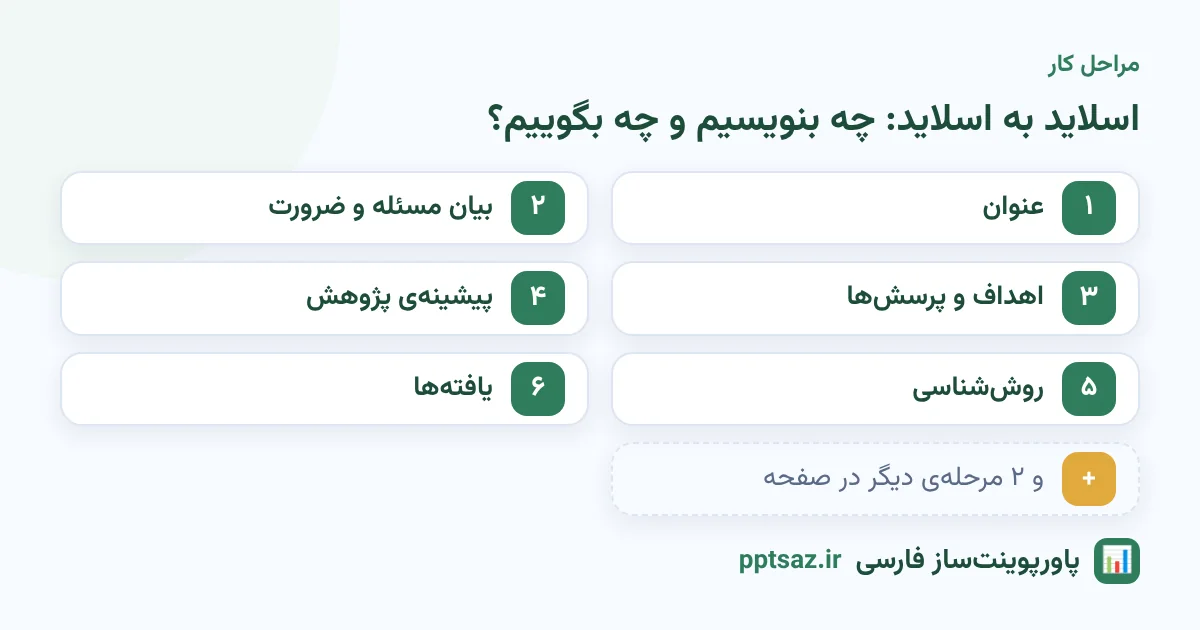 مراحل کار
اسلاید به اسلاید: چه بنویسیم و چه بگوییم؟
۱ عنوان
۲ بیان مسئله و ضرورت
۳ اهداف و پرسش‌ها
۴ پیشینه‌ی پژوهش
۵ روش‌شناسی
۶ یافته‌ها
+ و ۲ مرحله‌ی دیگر در صفحه
پاورپوینت‌ساز فارسی pptsaz.ir